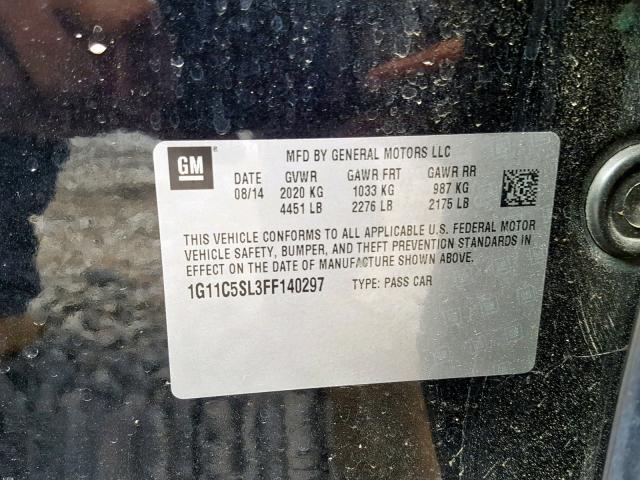 GM
MFD BY GENERAL MOTORS LLC
DATE GVWR GAWR FRT GAWR RR
08/14 2020 KG 1033 KG 987 KG
4451 LB 2276 LB 2175 LB
THIS VEHICLE CONFORMS TO ALL APPLICABLE U.S. FEDERAL MOTOR
VEHICLE SAFETY, BUMPER, AND THEFT PREVENTION STANDARDS IN
EFFECT ON THE DATE OF MANUFACTURE SHOWN ABOVE.
1G11C5SL3FF140297 TYPE: PASS CAR